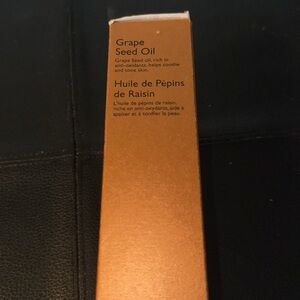 Grape
Seed Oil
Grape Seed oil, rich in
anti-oxidants, helps soothe
and tone skin.
Huile de Pépins
de Raisin
L'huile de pépins de raisin,
riche en anti-oxydants, aide à
apaiser et à tonifier la peau.